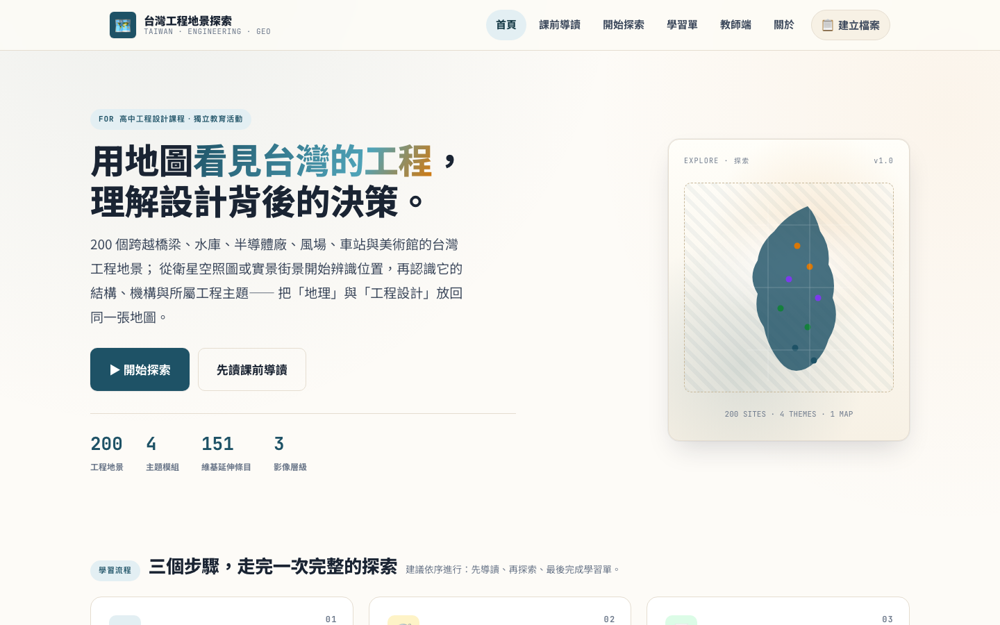 台灣工程地景探索
TAIWAN · ENGINEERING · GEO
首頁
課前導讀
開始探索
學習單
教師端
關於
建立檔案
FOR 高中工程設計課程 · 獨立教育活動
用地圖看見台灣的工程，
理解設計背後的決策。
200 個跨越橋梁、水庫、半導體廠、風場、車站與美術館的台灣
工程地景； 從衛星空照圖或實景街景開始辨識位置，再認識它的
結構、機構與所屬工程主題—— 把「地理」與「工程設計」放回
同一張地圖。
▶ 開始探索
先讀課前導讀
200
工程地景
4
主題模組
151
維基延伸條目
3
影像層級
EXPLORE · 探索
v1.0
200 SITES · 4 THEMES · 1 MAP
學習流程
三個步驟，走完一次完整的探索
建議依序進行：先導讀、再探索、最後完成學習單。
01
02
03